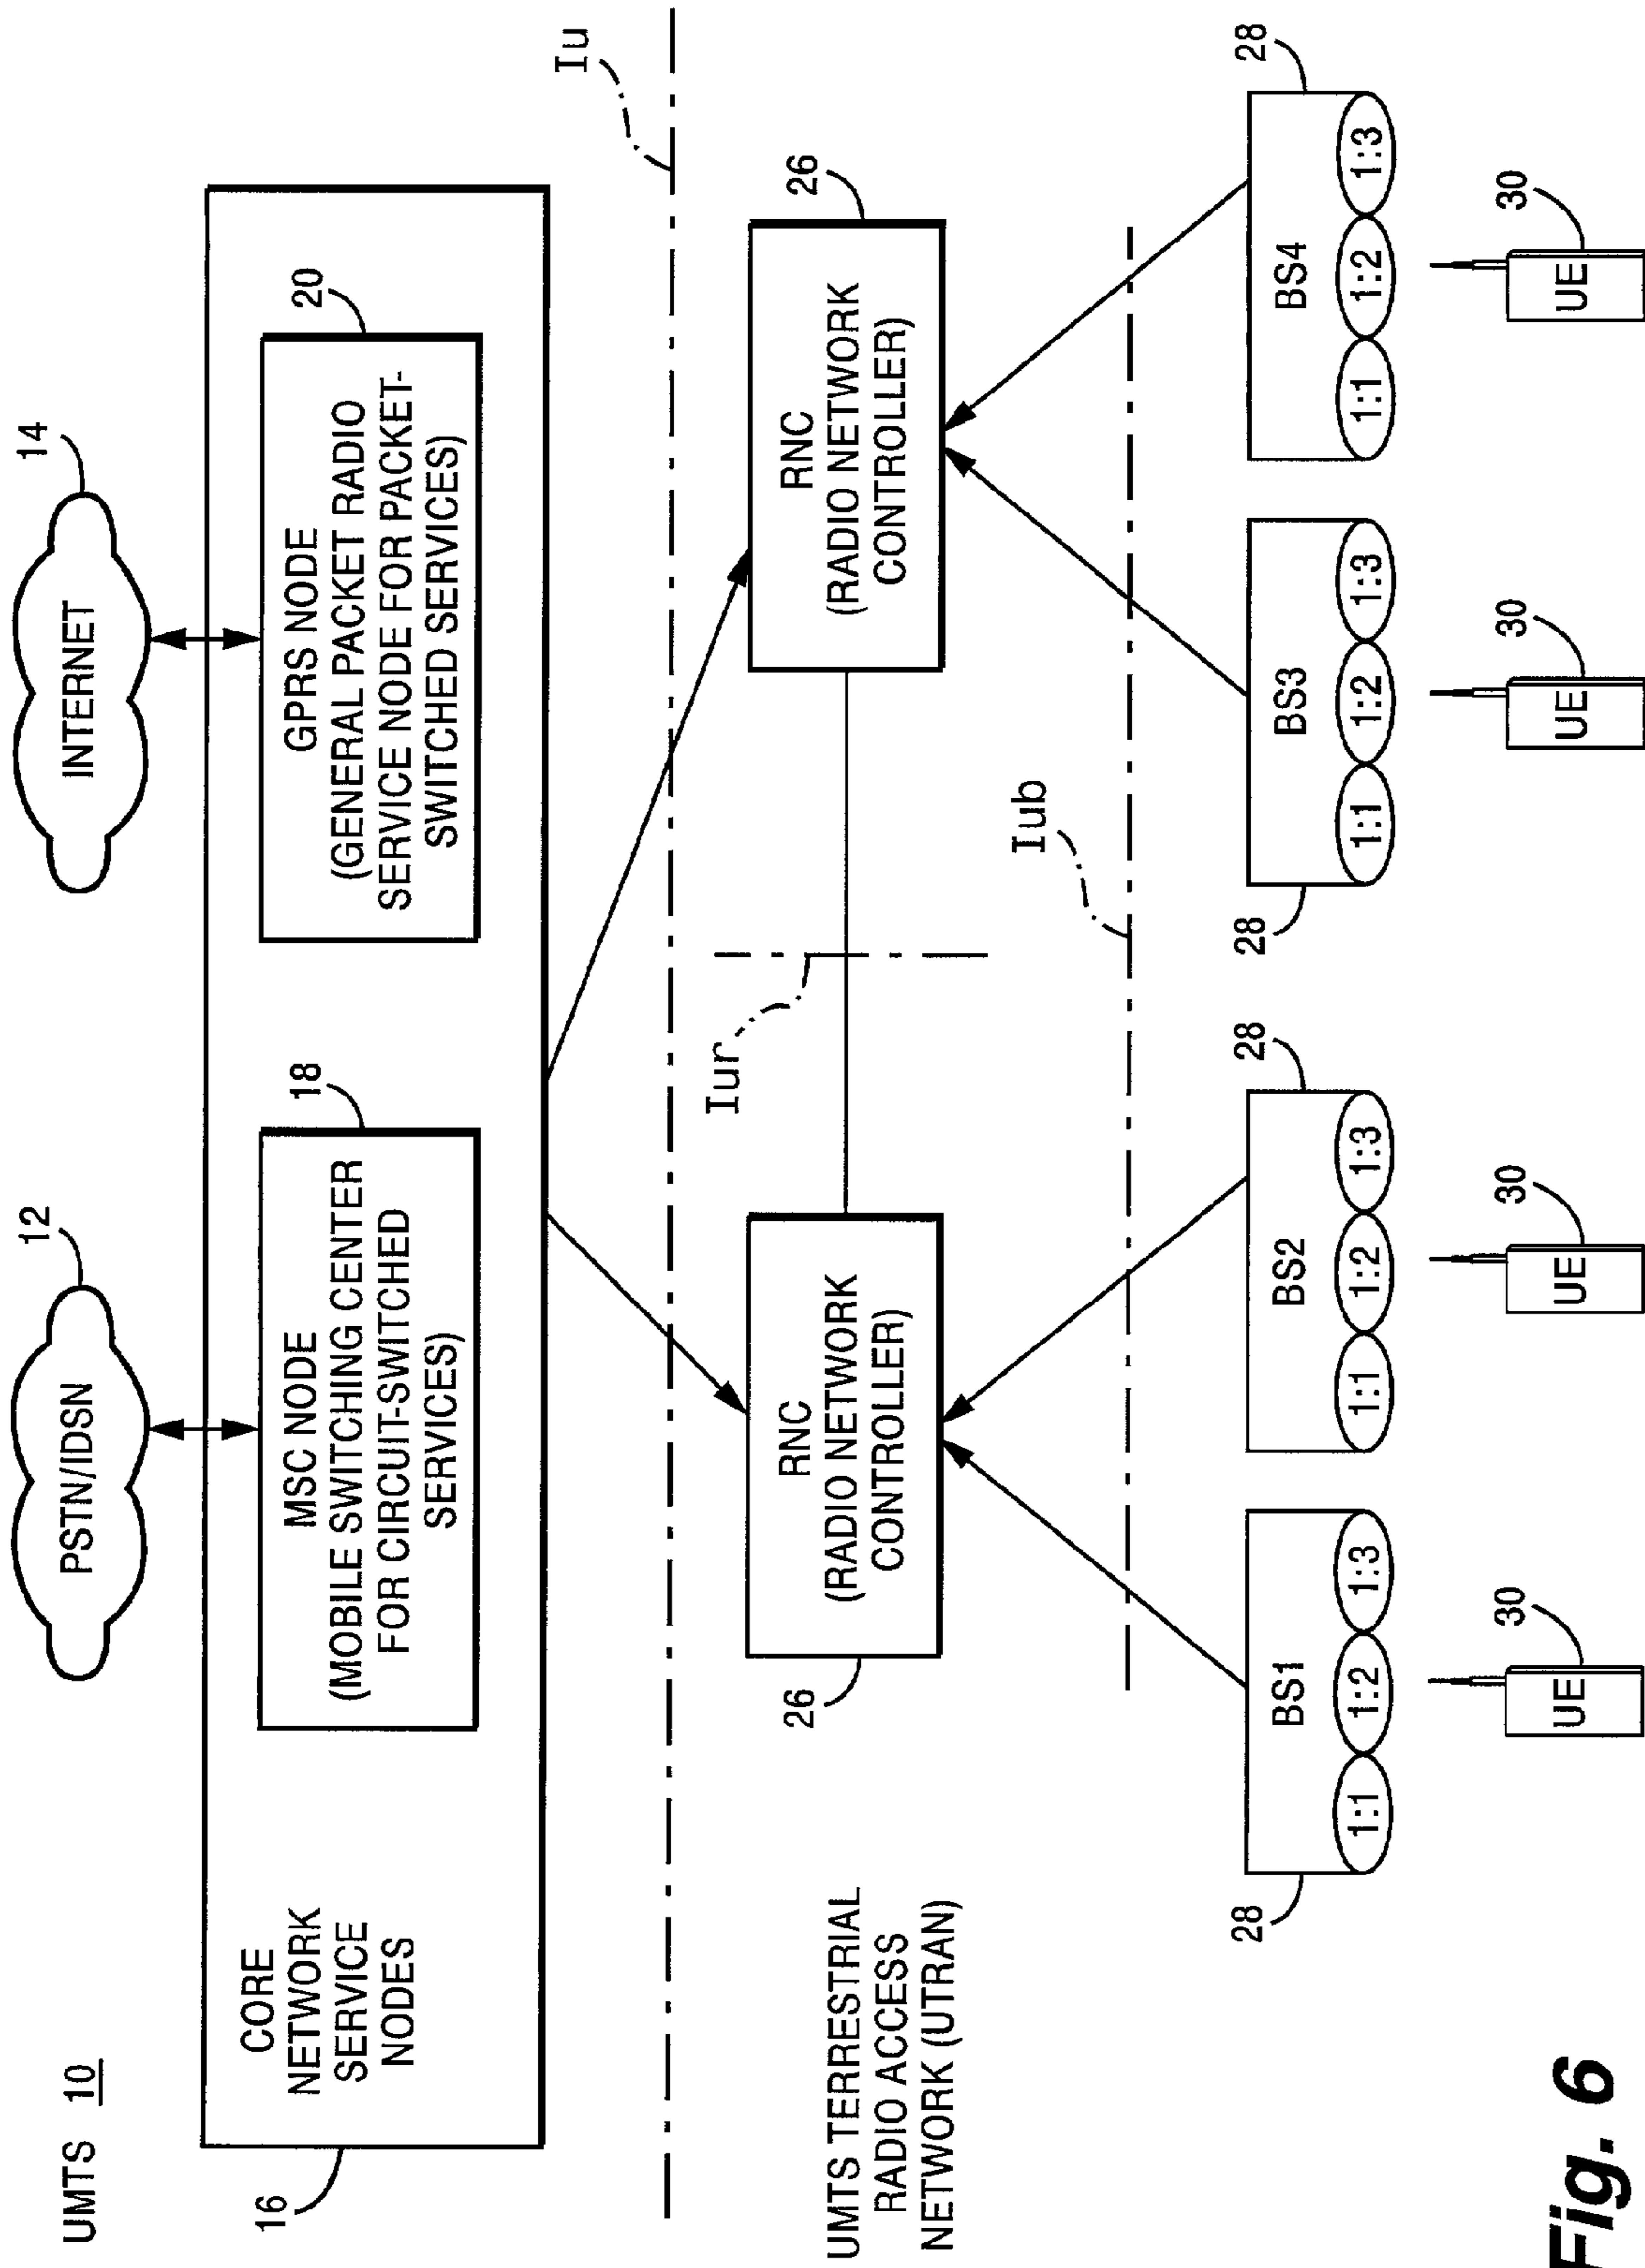 UMTS 10
12
PSTN/IDSN
14
INTERNET
16
CORE
NETWORK
SERVICE
NODES
18
MSC NODE
(MOBILE SWITCHING CENTER
FOR CIRCUIT-SWITCHED
SERVICES)
20
GPRS NODE
(GENERAL PACKET RADIO
SERVICE NODE FOR PACKET-
SWITCHED SERVICES)
Iu
UMTS TERRESTRIAL
RADIO ACCESS
NETWORK (UTRAN)
26
RNC
(RADIO NETWORK
CONTROLLER)
Iur
26
RNC
(RADIO NETWORK
CONTROLLER)
Iub
28
BS1
1:1 1:2 1:3
28
BS2
1:1 1:2 1:3
28
BS3
1:1 1:2 1:3
28
BS4
1:1 1:2 1:3
30
UE
30
UE
30
UE
30
UE
Fig. 6